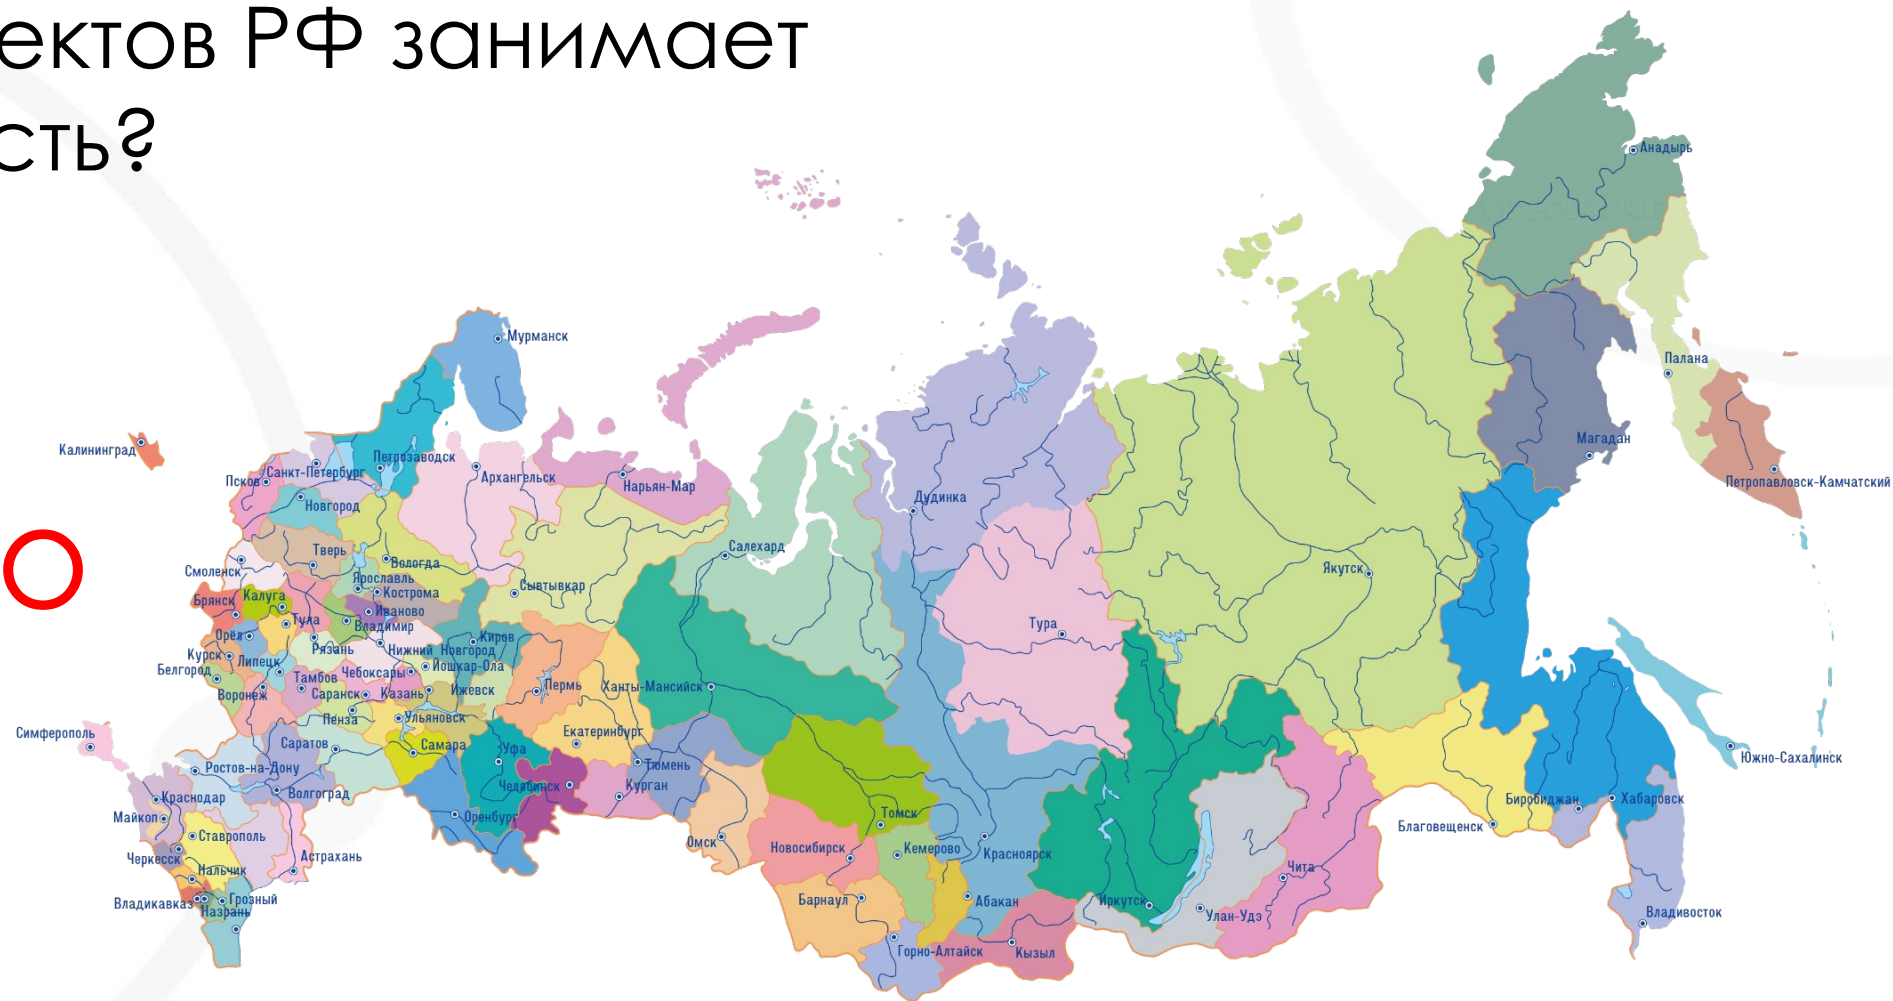 ектов РФ занимает
сть?
Анадырь
Мурманск
Палана
Калининград
Санкт-Петербург
Петрозаводск
Псков
Архангельск
Нарьян-Мар
Магадан
Петропавловск-Камчатский
Новгород
Дудинка
Тверь
Вологда
Салехард
Смоленск
Ярославль
Сывтывкар
Якутск
Брянск
Калуга
Кострома
Иваново
Тула
Владимир
Тура
Орёл
Рязань
Нижний Новгород
Киров
Курск
Липецк
Йошкар-Ола
Белгород
Тамбов
Чебоксары
Воронеж
Саранск
Казань
Ижевск
Пермь
Ханты-Мансийск
Пенза
Ульяновск
Симферополь
Саратов
Самара
Уфа
Екатеринбург
Южно-Сахалинск
Ростов-на-Дону
Тюмень
Волгоград
Челябинск
Курган
Краснодар
Биробиджан
Хабаровск
Майкоп
Оренбург
Томск
Благовещенск
Ставрополь
Омск
Новосибирск
Кемерово
Красноярск
Черкесск
Астрахань
Нальчик
Чита
Владикавказ
Грозный
Назрань
Барнаул
Абакан
Иркутск
Улан-Удэ
Владивосток
Горно-Алтайск
Кызыл